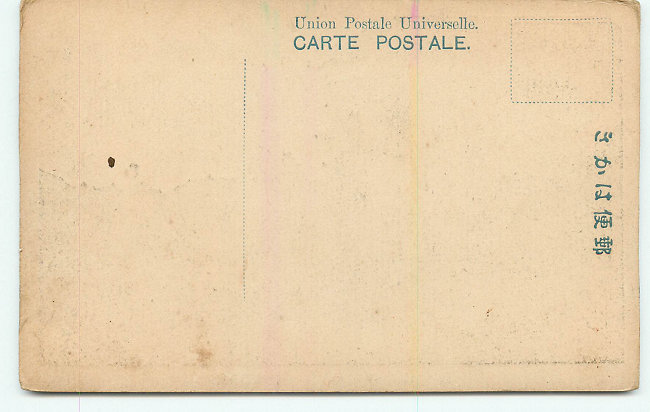 Union Postale Universelle.
CARTE POSTALE.
郵便はかき